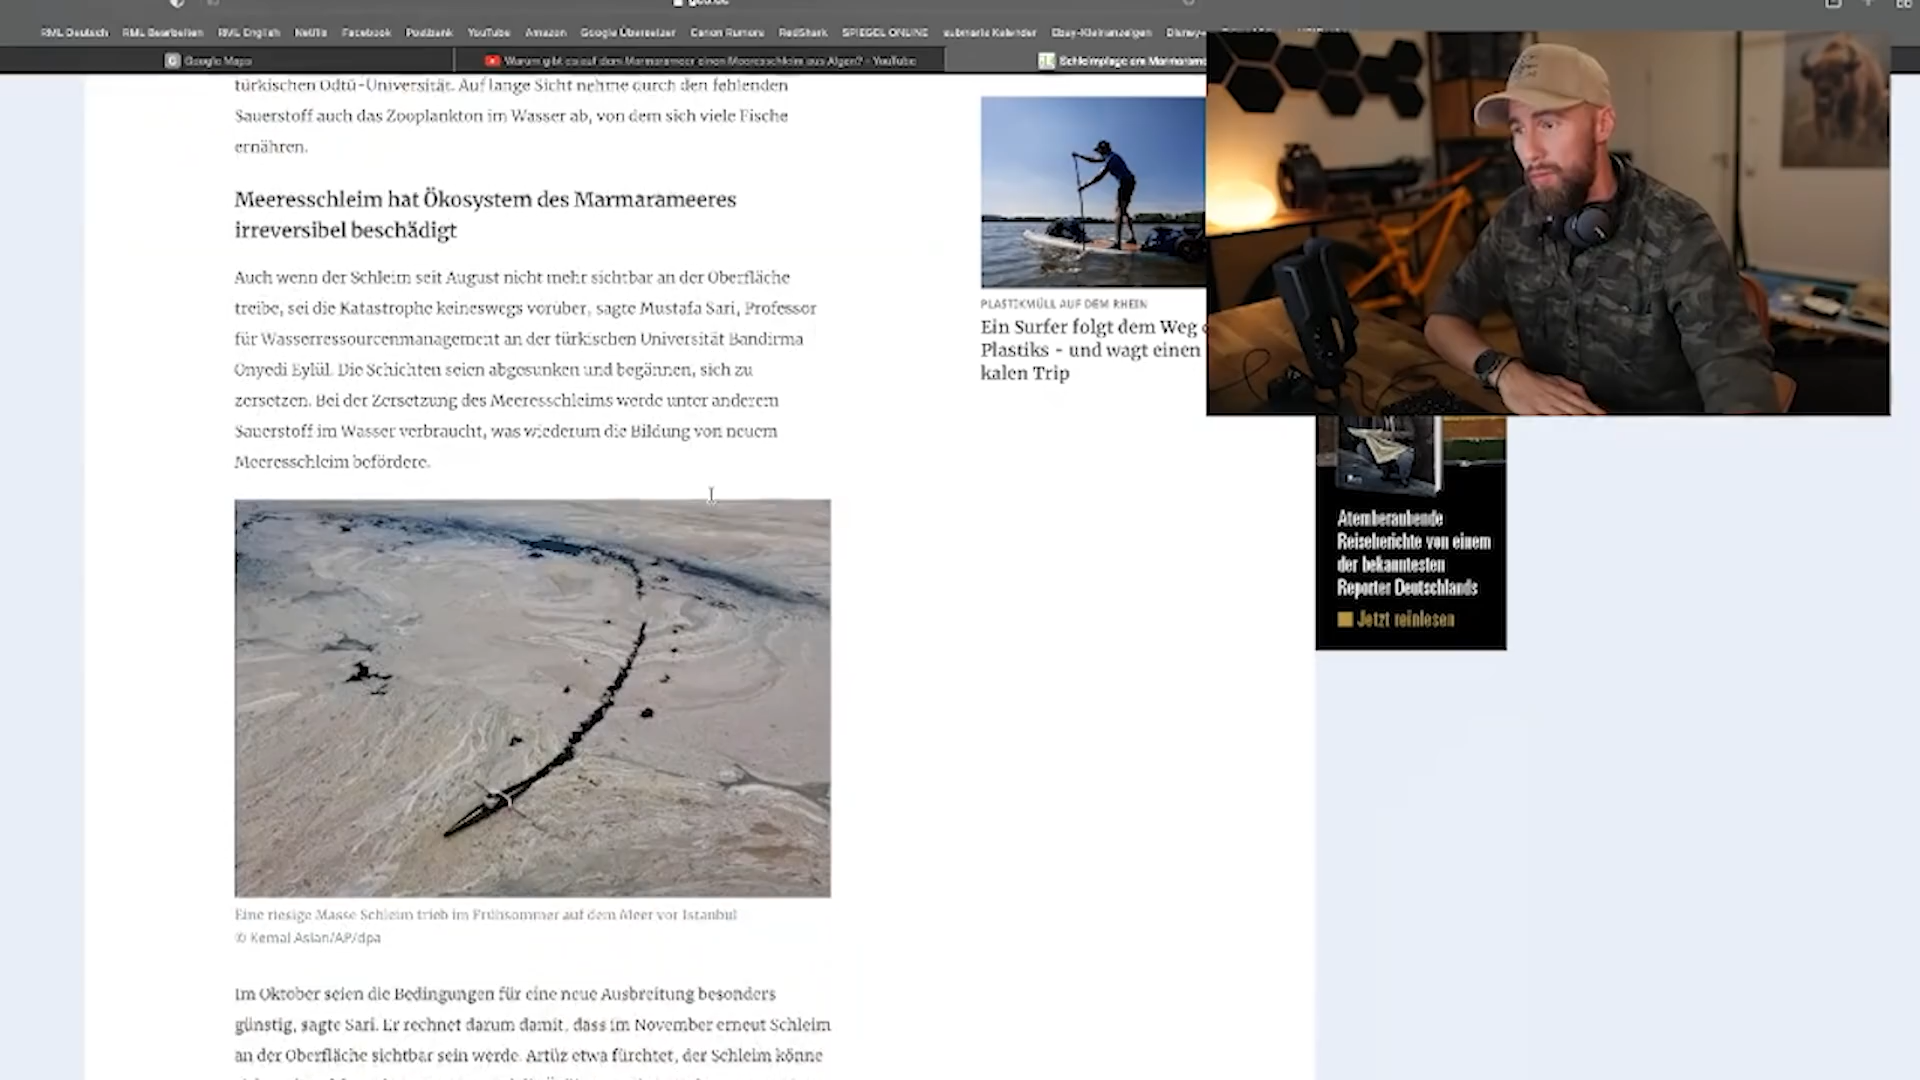 RML Deutsch RML Bearbeiten RML English Netflix Facebook Postbank YouTube Amazon Google Übersetzer Canon Rumors RedShark SPIEGEL ONLINE submaris Kalender Ebay-Kleinanzeigen Disney+
Google Maps
Warum gibt es auf dem Marmarameer einen Meeresschleim aus Algen? - YouTube
Schleimplage am Marmarame
türkischen Odtü-Universität. Auf lange Sicht nehme durch den fehlenden
Sauerstoff auch das Zooplankton im Wasser ab, von dem sich viele Fische
ernähren.
Meeresschleim hat Ökosystem des Marmarameeres
irreversibel beschädigt
Auch wenn der Schleim seit August nicht mehr sichtbar an der Oberfläche
treibe, sei die Katastrophe keineswegs vorüber, sagte Mustafa Sari, Professor
für Wasserressourcenmanagement an der türkischen Universität Bandirma
Onyedi Eylül. Die Schichten seien abgesunken und begännen, sich zu
zersetzen. Bei der Zersetzung des Meeresschleims werde unter anderem
Sauerstoff im Wasser verbraucht, was wiederum die Bildung von neuem
Meeresschleim befördere.
Eine riesige Masse Schleim trieb im Frühsommer auf dem Meer vor Istanbul
© Kemal Aslan/AP/dpa
Im Oktober seien die Bedingungen für eine neue Ausbreitung besonders
günstig, sagte Sari. Er rechnet darum damit, dass im November erneut Schleim
an der Oberfläche sichtbar sein werde. Artüz etwa fürchtet, der Schleim könne
PLASTIKMÜLL AUF DEM RHEIN
Ein Surfer folgt dem Weg
Plastiks - und wagt einen
kalen Trip
Atemberaubende
Reiseberichte von einem
der bekanntesten
Reporter Deutschlands
Jetzt reinlesen